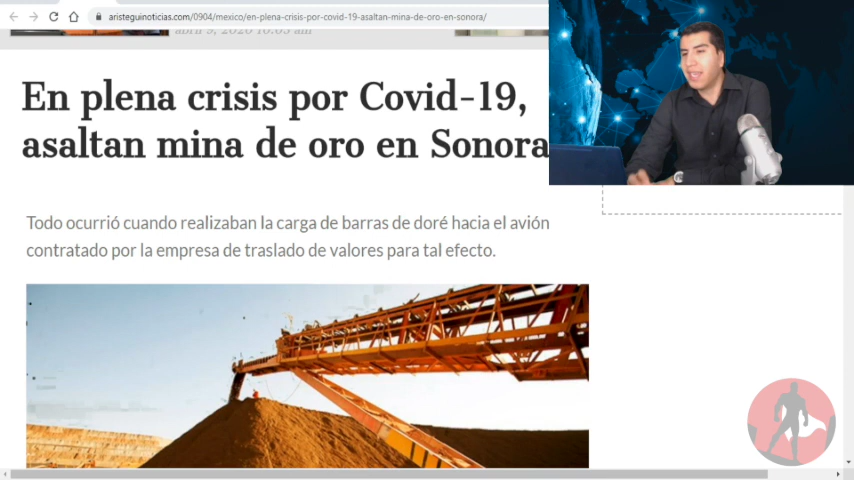 aristeguinoticias.com/0904/mexico/en-plena-crisis-por-covid-19-asaltan-mina-de-oro-en-sonora/
abril 9, 2020 10:05 am
En plena crisis por Covid-19,
asaltan mina de oro en Sonora
Todo ocurrió cuando realizaban la carga de barras de doré hacia el avión
contratado por la empresa de traslado de valores para tal efecto.